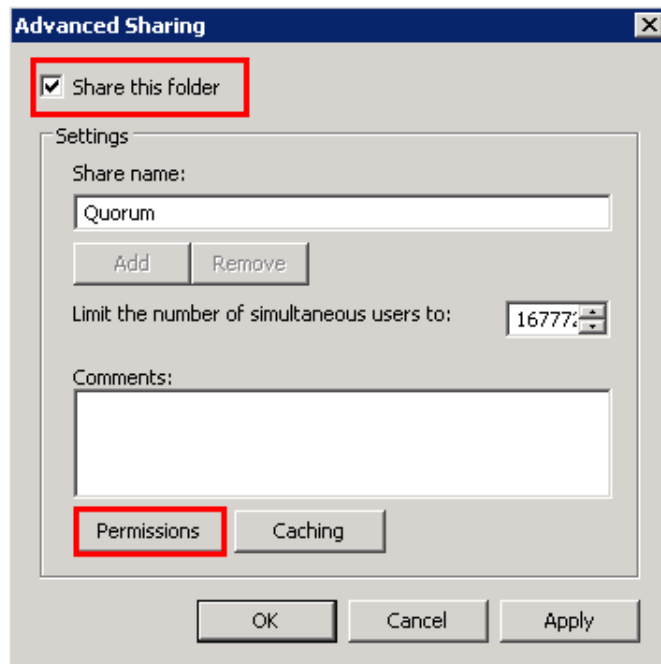 Advanced Sharing
Share this folder
Settings
Share name:
Quorum
Add Remove
Limit the number of simultaneous users to:
Comments:
Permissions Caching
OK Cancel Apply